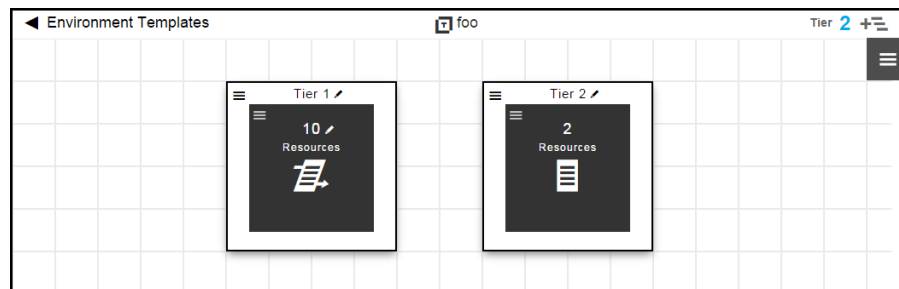 Environment Templates
T foo
Tier 2
Tier 1
10
Resources
Tier 2
2
Resources